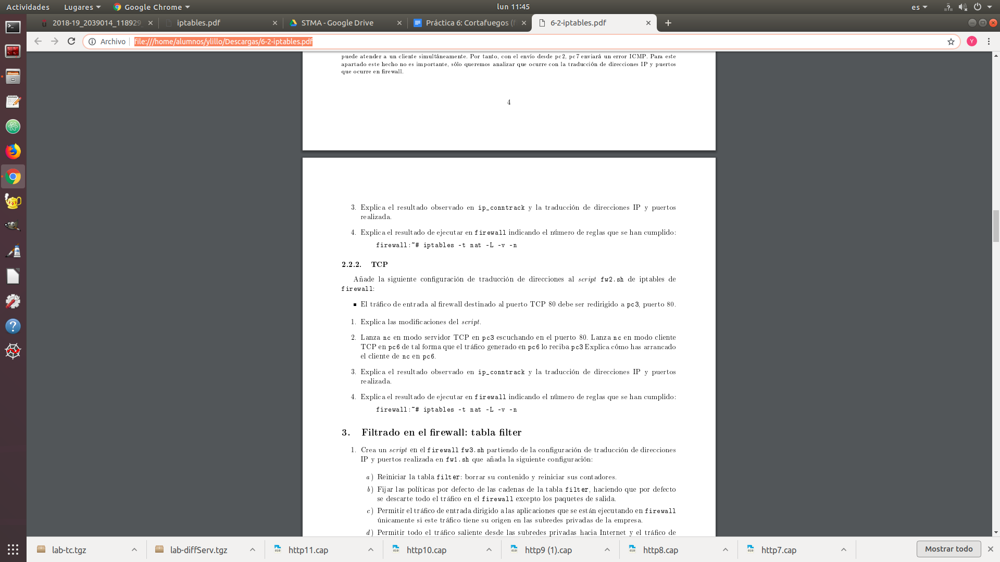 Actividades
Lugares
Google Chrome
lun 11:45
es
2018-19_2039014_118929_
iptables.pdf
STMA - Google Drive
Práctica 6: Cortafuegos (f
6-2-iptables.pdf
Archivo
file:///home/alumnos/ylillo/Descargas/6-2-iptables.pdf
Y
puede atender a un cliente simultáneamente. Por tanto, con el envío desde pc2, pc7 enviará un error ICMP. Para este
apartado este hecho no es importante, sólo queremos analizar que ocurre con la traducción de direcciones IP y puertos
que ocurre en firewall.
4
3. Explica el resultado observado en ip_conntrack y la traducción de direcciones IP y puertos
realizada.
4. Explica el resultado de ejecutar en firewall indicando el número de reglas que se han cumplido:
firewall:~# iptables -t nat -L -v -n
2.2.2. TCP
Añade la siguiente configuración de traducción de direcciones al script fw2.sh de iptables de
firewall:
▪ El tráfico de entrada al firewall destinado al puerto TCP 80 debe ser redirigido a pc3, puerto 80.
1. Explica las modificaciones del script.
2. Lanza nc en modo servidor TCP en pc3 escuchando en el puerto 80. Lanza nc en modo cliente
TCP en pc6 de tal forma que el tráfico generado en pc6 lo reciba pc3 Explica cómo has arrancado
el cliente de nc en pc6.
3. Explica el resultado observado en ip_conntrack y la traducción de direcciones IP y puertos
realizada.
4. Explica el resultado de ejecutar en firewall indicando el número de reglas que se han cumplido:
firewall:~# iptables -t nat -L -v -n
3. Filtrado en el firewall: tabla filter
1. Crea un script en el firewall fw3.sh partiendo de la configuración de traducción de direcciones
IP y puertos realizada en fw1.sh que añada la siguiente configuración:
a) Reiniciar la tabla filter: borrar su contenido y reiniciar sus contadores.
b) Fijar las políticas por defecto de las cadenas de la tabla filter, haciendo que por defecto
se descarte todo el tráfico en el firewall excepto los paquetes de salida.
c) Permitir el tráfico de entrada dirigido a las aplicaciones que se están ejecutando en firewall
únicamente si este tráfico tiene su origen en las subredes privadas de la empresa.
d) Permitir todo el tráfico saliente desde las subredes privadas hacia Internet y el tráfico de
lab-tc.tgz
lab-diffServ.tgz
http11.cap
http10.cap
http9 (1).cap
http8.cap
http7.cap
Mostrar todo